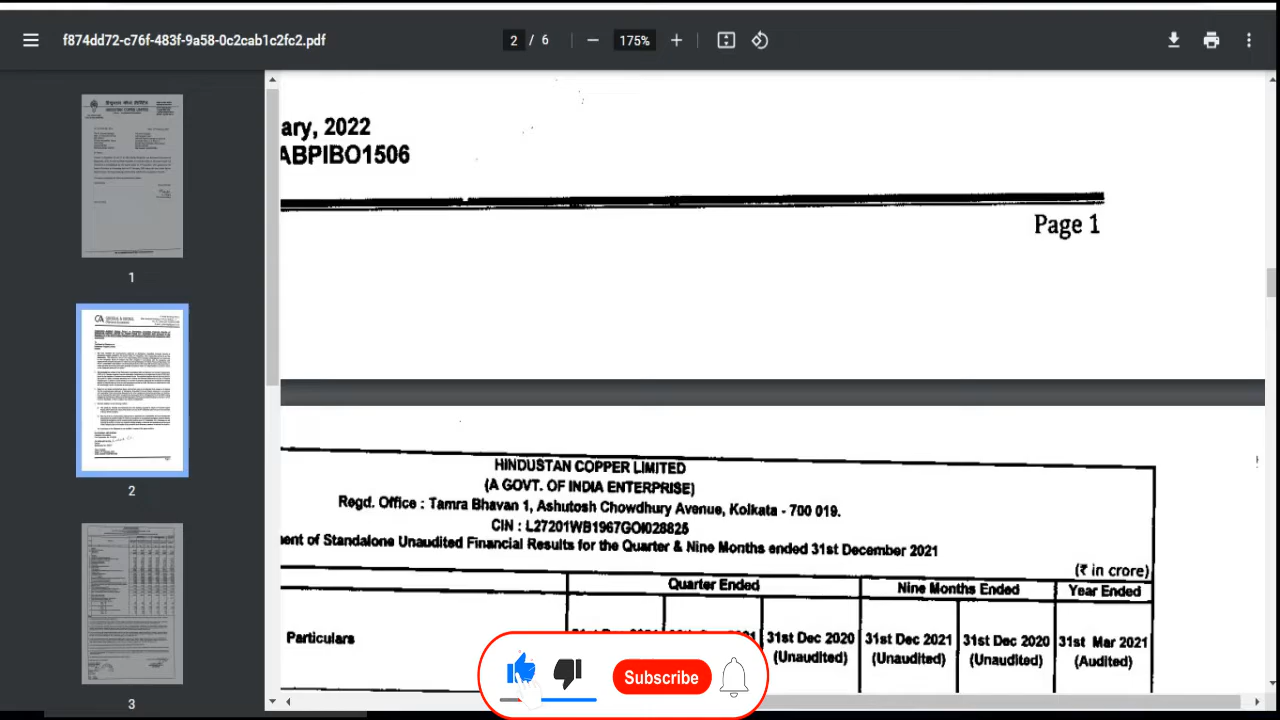 f874dd72-c76f-483f-9a58-0c2cab1c2fc2.pdf
2 / 6
175%
ary, 2022
ABPIBO1506
Page 1
1
2
3
HINDUSTAN COPPER LIMITED
(A GOVT. OF INDIA ENTERPRISE)
Regd. Office : Tamra Bhavan 1, Ashutosh Chowdhury Avenue, Kolkata - 700 019.
CIN : L27201WB1967GOI028825
ment of Standalone Unaudited Financial Results for the Quarter & Nine Months ended 31st December 2021
(₹ in crore)
Quarter Ended
Nine Months Ended
Year Ended
Particulars
31st Dec 2020
31st Dec 2021
31st Dec 2020
31st Mar 2021
(Unaudited)
(Unaudited)
(Unaudited)
(Audited)
Subscribe